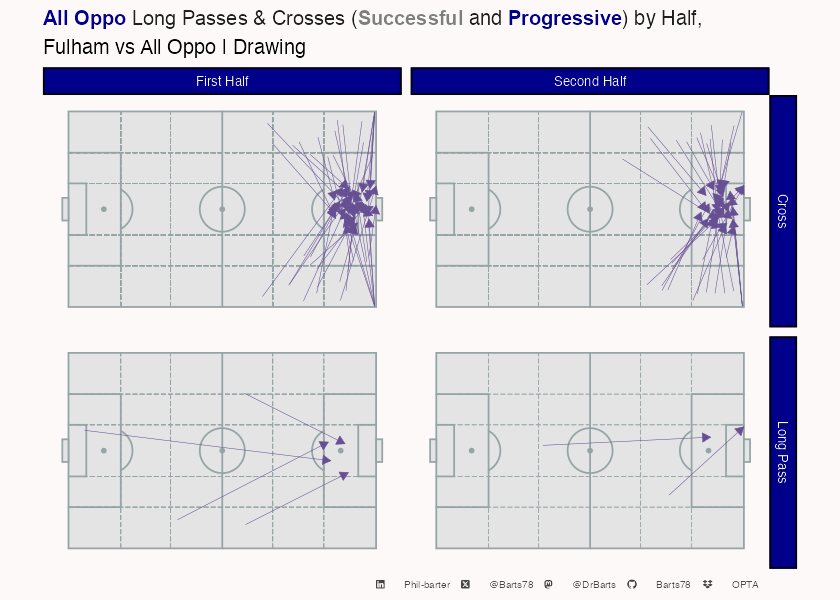 All Oppo Long Passes & Crosses (Successful and Progressive) by Half,
Fulham vs All Oppo I Drawing
First Half
Second Half
Cross
Long Pass
Phil-barter @Barts78 @DrBarts Barts78 OPTA